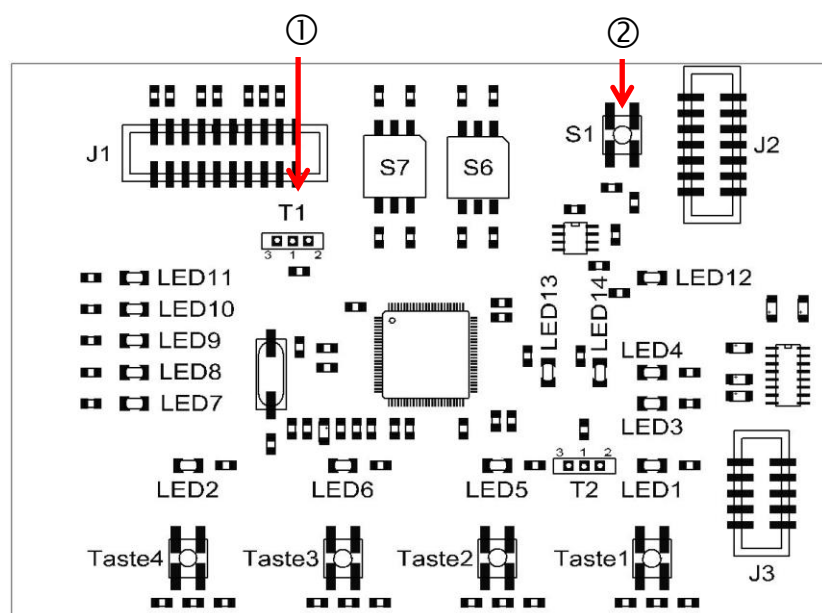 ① ②
S1
J2
J1
S7 S6
T1
3 1 2
LED11
LED13
LED14
LED12
LED10
LED9
LED4
LED8
LED7
LED3
3 1 2
LED2
LED6
LED5
T2
LED1
Taste4
Taste3
Taste2
Taste1
J3